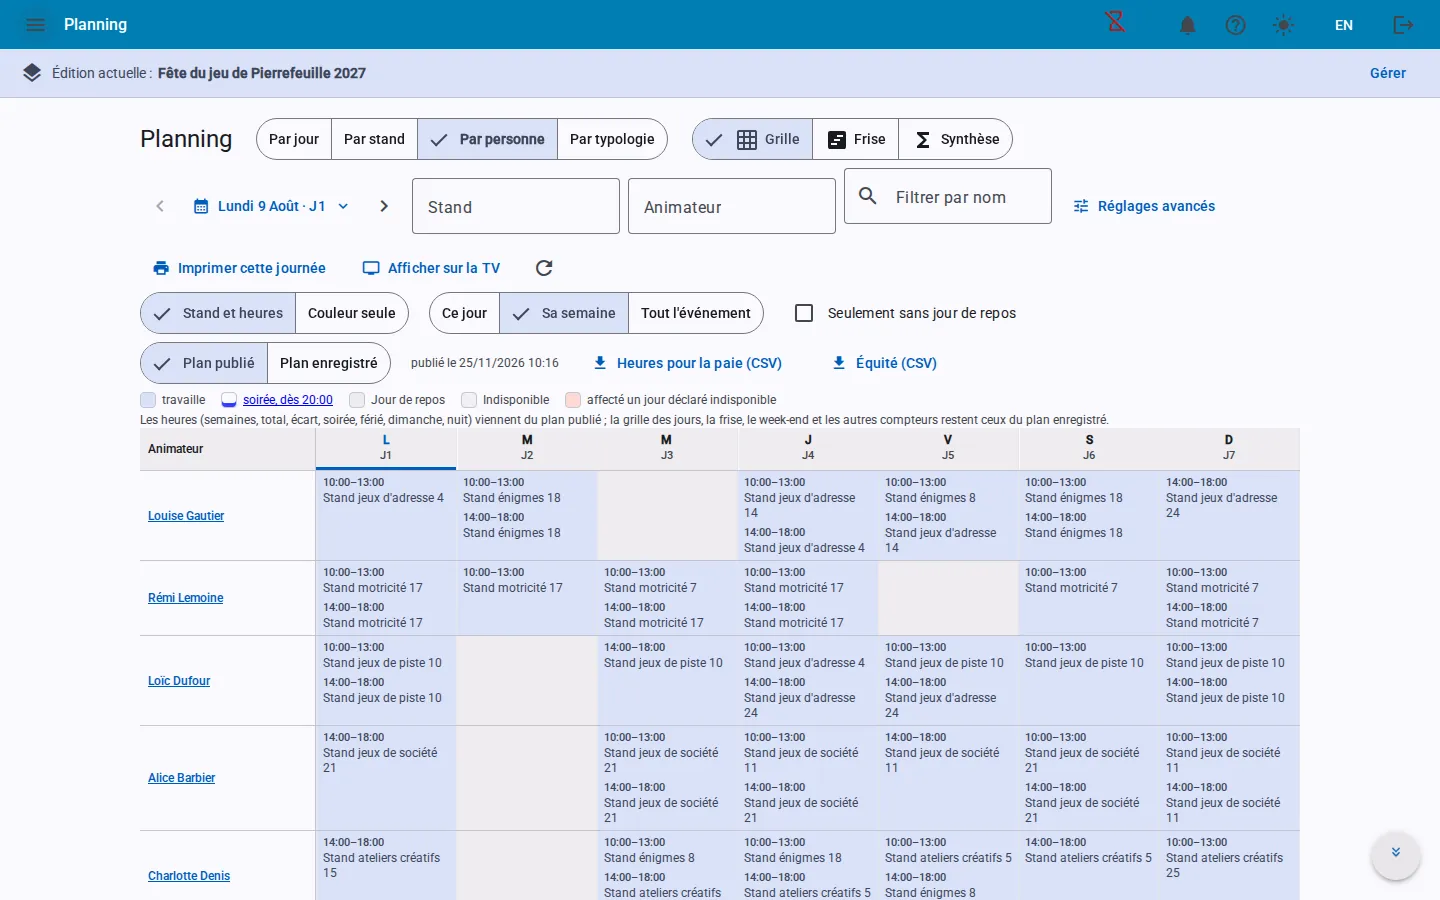 Planning
EN
Édition actuelle : Fête du jeu de Pierrefeuille 2027
Gérer
Planning
Par jour
Par stand
Par personne
Par typologie
Grille
Frise
Synthèse
Lundi 9 Août · J1
Stand
Animateur
Filtrer par nom
Réglages avancés
Imprimer cette journée
Afficher sur la TV
Stand et heures
Couleur seule
Ce jour
Sa semaine
Tout l'événement
Seulement sans jour de repos
Plan publié
Plan enregistré
publié le 25/11/2026 10:16
Heures pour la paie (CSV)
Équité (CSV)
travaille
soirée, dès 20:00
Jour de repos
Indisponible
affecté un jour déclaré indisponible
Les heures (semaines, total, écart, soirée, férié, dimanche, nuit) viennent du plan publié ; la grille des jours, la frise, le week-end et les autres compteurs restent ceux du plan enregistré.
Animateur
L
J1
M
J2
M
J3
J
J4
V
J5
S
J6
D
J7
Louise Gautier
10:00–13:00
Stand jeux d'adresse 4
10:00–13:00
Stand énigmes 18
14:00–18:00
Stand énigmes 18
10:00–13:00
Stand jeux d'adresse
14
14:00–18:00
Stand jeux d'adresse 4
10:00–13:00
Stand énigmes 8
14:00–18:00
Stand jeux d'adresse
14
10:00–13:00
Stand énigmes 18
14:00–18:00
Stand énigmes 18
14:00–18:00
Stand jeux d'adresse
24
Rémi Lemoine
10:00–13:00
Stand motricité 17
14:00–18:00
Stand motricité 17
10:00–13:00
Stand motricité 17
10:00–13:00
Stand motricité 7
14:00–18:00
Stand motricité 17
10:00–13:00
Stand motricité 17
14:00–18:00
Stand motricité 17
10:00–13:00
Stand motricité 7
10:00–13:00
Stand motricité 7
14:00–18:00
Stand motricité 7
Loïc Dufour
10:00–13:00
Stand jeux de piste 10
14:00–18:00
Stand jeux de piste 10
14:00–18:00
Stand jeux de piste 10
10:00–13:00
Stand jeux d'adresse 4
14:00–18:00
Stand jeux d'adresse
24
10:00–13:00
Stand jeux de piste 10
14:00–18:00
Stand jeux d'adresse
24
10:00–13:00
Stand jeux de piste 10
10:00–13:00
Stand jeux de piste 10
14:00–18:00
Stand jeux de piste 10
Alice Barbier
14:00–18:00
Stand jeux de société
21
10:00–13:00
Stand jeux de société
21
14:00–18:00
Stand jeux de société
21
10:00–13:00
Stand jeux de société
11
14:00–18:00
Stand jeux de société
21
14:00–18:00
Stand jeux de société
11
10:00–13:00
Stand jeux de société
21
14:00–18:00
Stand jeux de société
21
10:00–13:00
Stand jeux de société
11
14:00–18:00
Stand jeux de société
11
Charlotte Denis
14:00–18:00
Stand ateliers créatifs
15
10:00–13:00
Stand énigmes 8
14:00–18:00
Stand ateliers créatifs
10:00–13:00
Stand énigmes 18
14:00–18:00
Stand ateliers créatifs 5
10:00–13:00
Stand ateliers créatifs 5
14:00–18:00
Stand énigmes 8
14:00–18:00
Stand ateliers créatifs 5
10:00–13:00
Stand ateliers créatifs
25